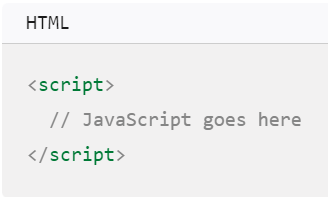 HTML
<script>
// JavaScript goes here
</script>